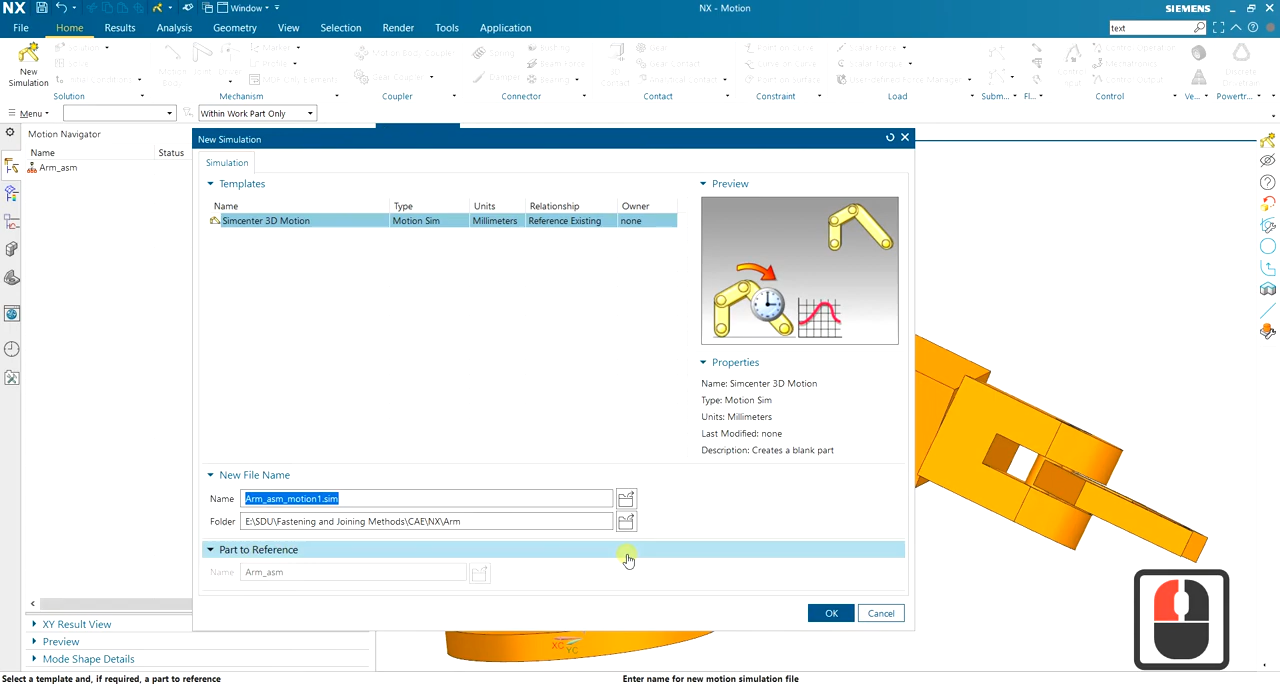 NX
Window
NX - Motion
SIEMENS
File
Home
Results
Analysis
Geometry
View
Selection
Render
Tools
Application
text
New
Simulation
Solution
Mechanism
Coupler
Connector
Contact
Constraint
Load
Subm...
Fl...
Control
Ve...
Powertr...
Menu
Within Work Part Only
Motion Navigator
Name
Status
Arm_asm
New Simulation
Simulation
Templates
Name
Type
Units
Relationship
Owner
Simcenter 3D Motion
Motion Sim
Millimeters
Reference Existing
none
Preview
Properties
Name: Simcenter 3D Motion
Type: Motion Sim
Units: Millimeters
Last Modified: none
Description: Creates a blank part
New File Name
Name
Arm_asm_motion1.sim
Folder
E:\SDU\Fastening and Joining Methods\CAE\NX\Arm
Part to Reference
Name
Arm_asm
OK
Cancel
XY Result View
Preview
Mode Shape Details
XC
YC
Select a template and, if required, a part to reference
Enter name for new motion simulation file